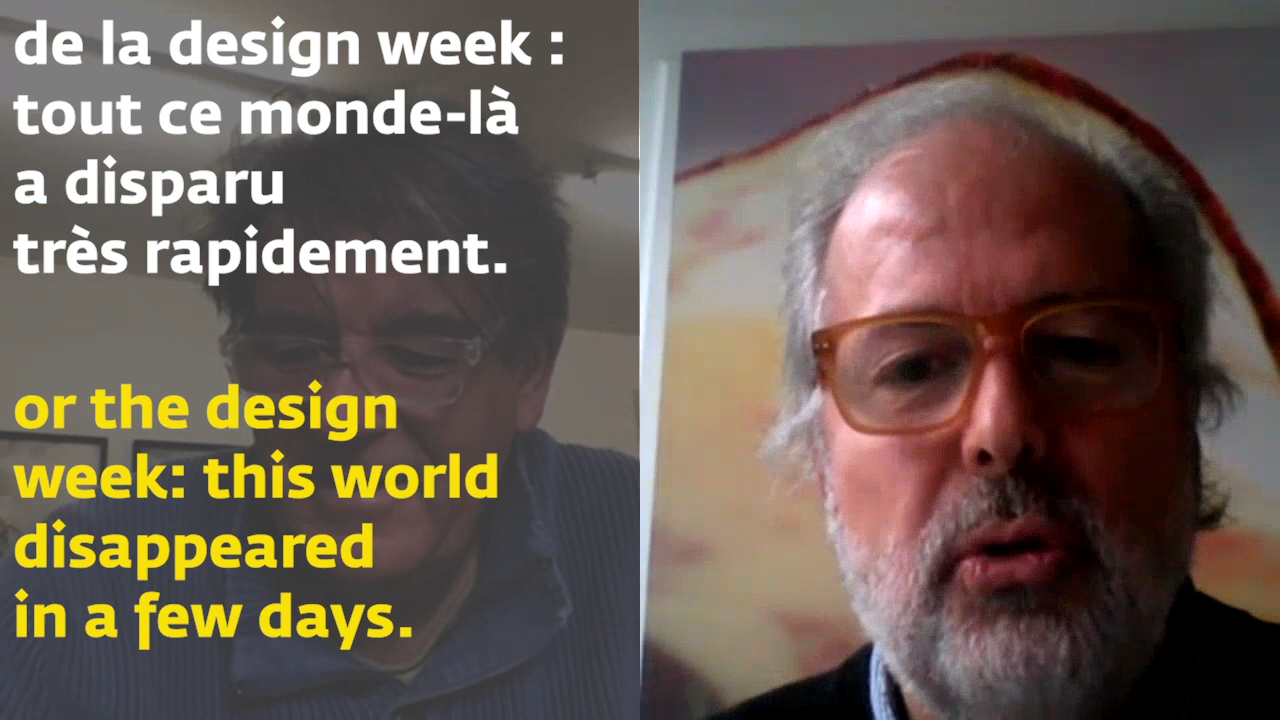 de la design week :
tout ce monde-là
a disparu
très rapidement.
or the design
week: this world
disappeared
in a few days.